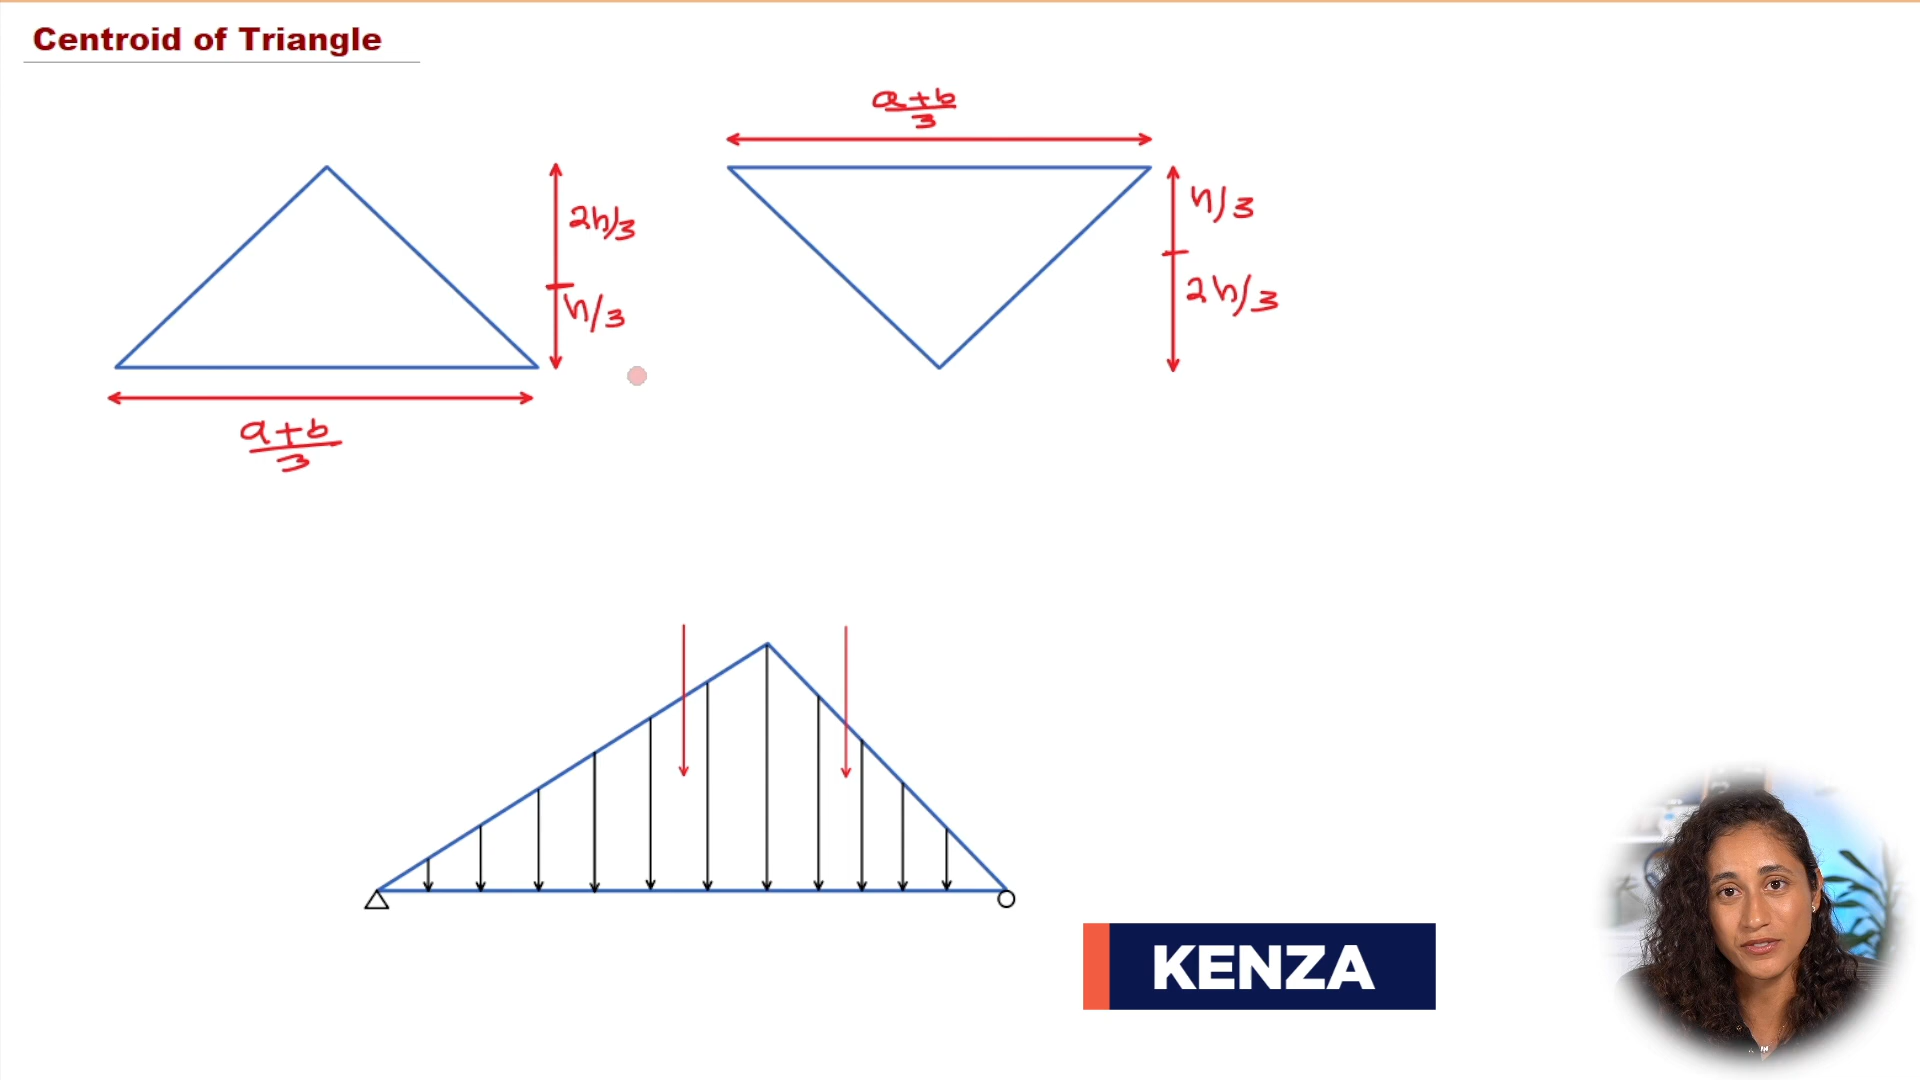 Centroid of Triangle
a+b
3
2h/3
h/3
a+b
3
h/3
2h/3
KENZA